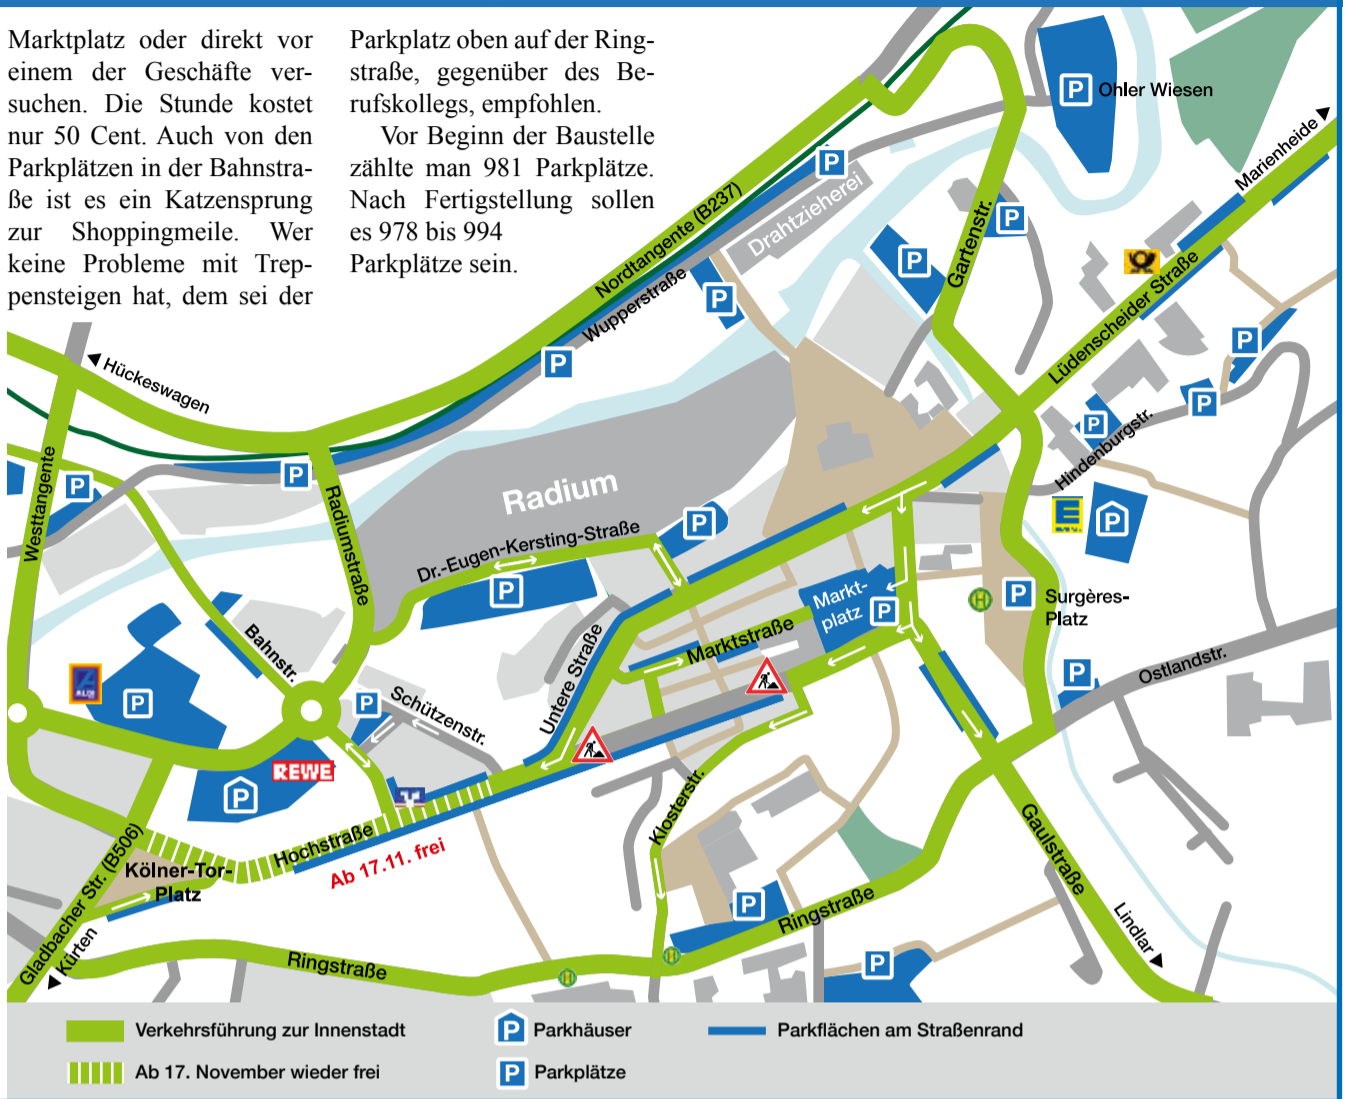 Marktplatz oder direkt vor
einem der Geschäfte ver-
suchen. Die Stunde kostet
nur 50 Cent. Auch von den
Parkplätzen in der Bahnstra-
ße ist es ein Katzensprung
zur Shoppingmeile. Wer
keine Probleme mit Trep-
pensteigen hat, dem sei der
Parkplatz oben auf der Ring-
straße, gegenüber des Be-
rufskollegs, empfohlen.
Vor Beginn der Baustelle
zählte man 981 Parkplätze.
Nach Fertigstellung sollen
es 978 bis 994
Parkplätze sein.
P
Ohler Wiesen
Marienheide
P
Drahtzieherei
Nordtangente (B237)
Gartenstr.
P
P
P
Wupperstraße
Lüdenscheider Straße
P
P
Hückeswagen
P
P
Hindenburgstr.
Westtangente
P
P
Radiumstraße
Radium
Dr.-Eugen-Kersting-Straße
P
E
P
P
Markt-
platz
P
H
P
Surgères-
Platz
Bahnstr.
Untere Straße
Marktstraße
Ostlandstr.
P
ALDI
P
P
Schützenstr.
REWE
P
Klosterstr.
Hochstraße
Ab 17.11. frei
Gaulstraße
Gladbacher Str. (B506)
Kölner-Tor-
Platz
P
Ringstraße
Lindlar
Kürten
Ringstraße
H
H
P
Verkehrsführung zur Innenstadt
P
Parkhäuser
Parkflächen am Straßenrand
Ab 17. November wieder frei
P
Parkplätze